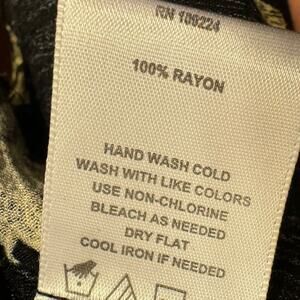 RN 109224
100% RAYON
HAND WASH COLD
WASH WITH LIKE COLORS
USE NON-CHLORINE
BLEACH AS NEEDED
DRY FLAT
COOL IRON IF NEEDED